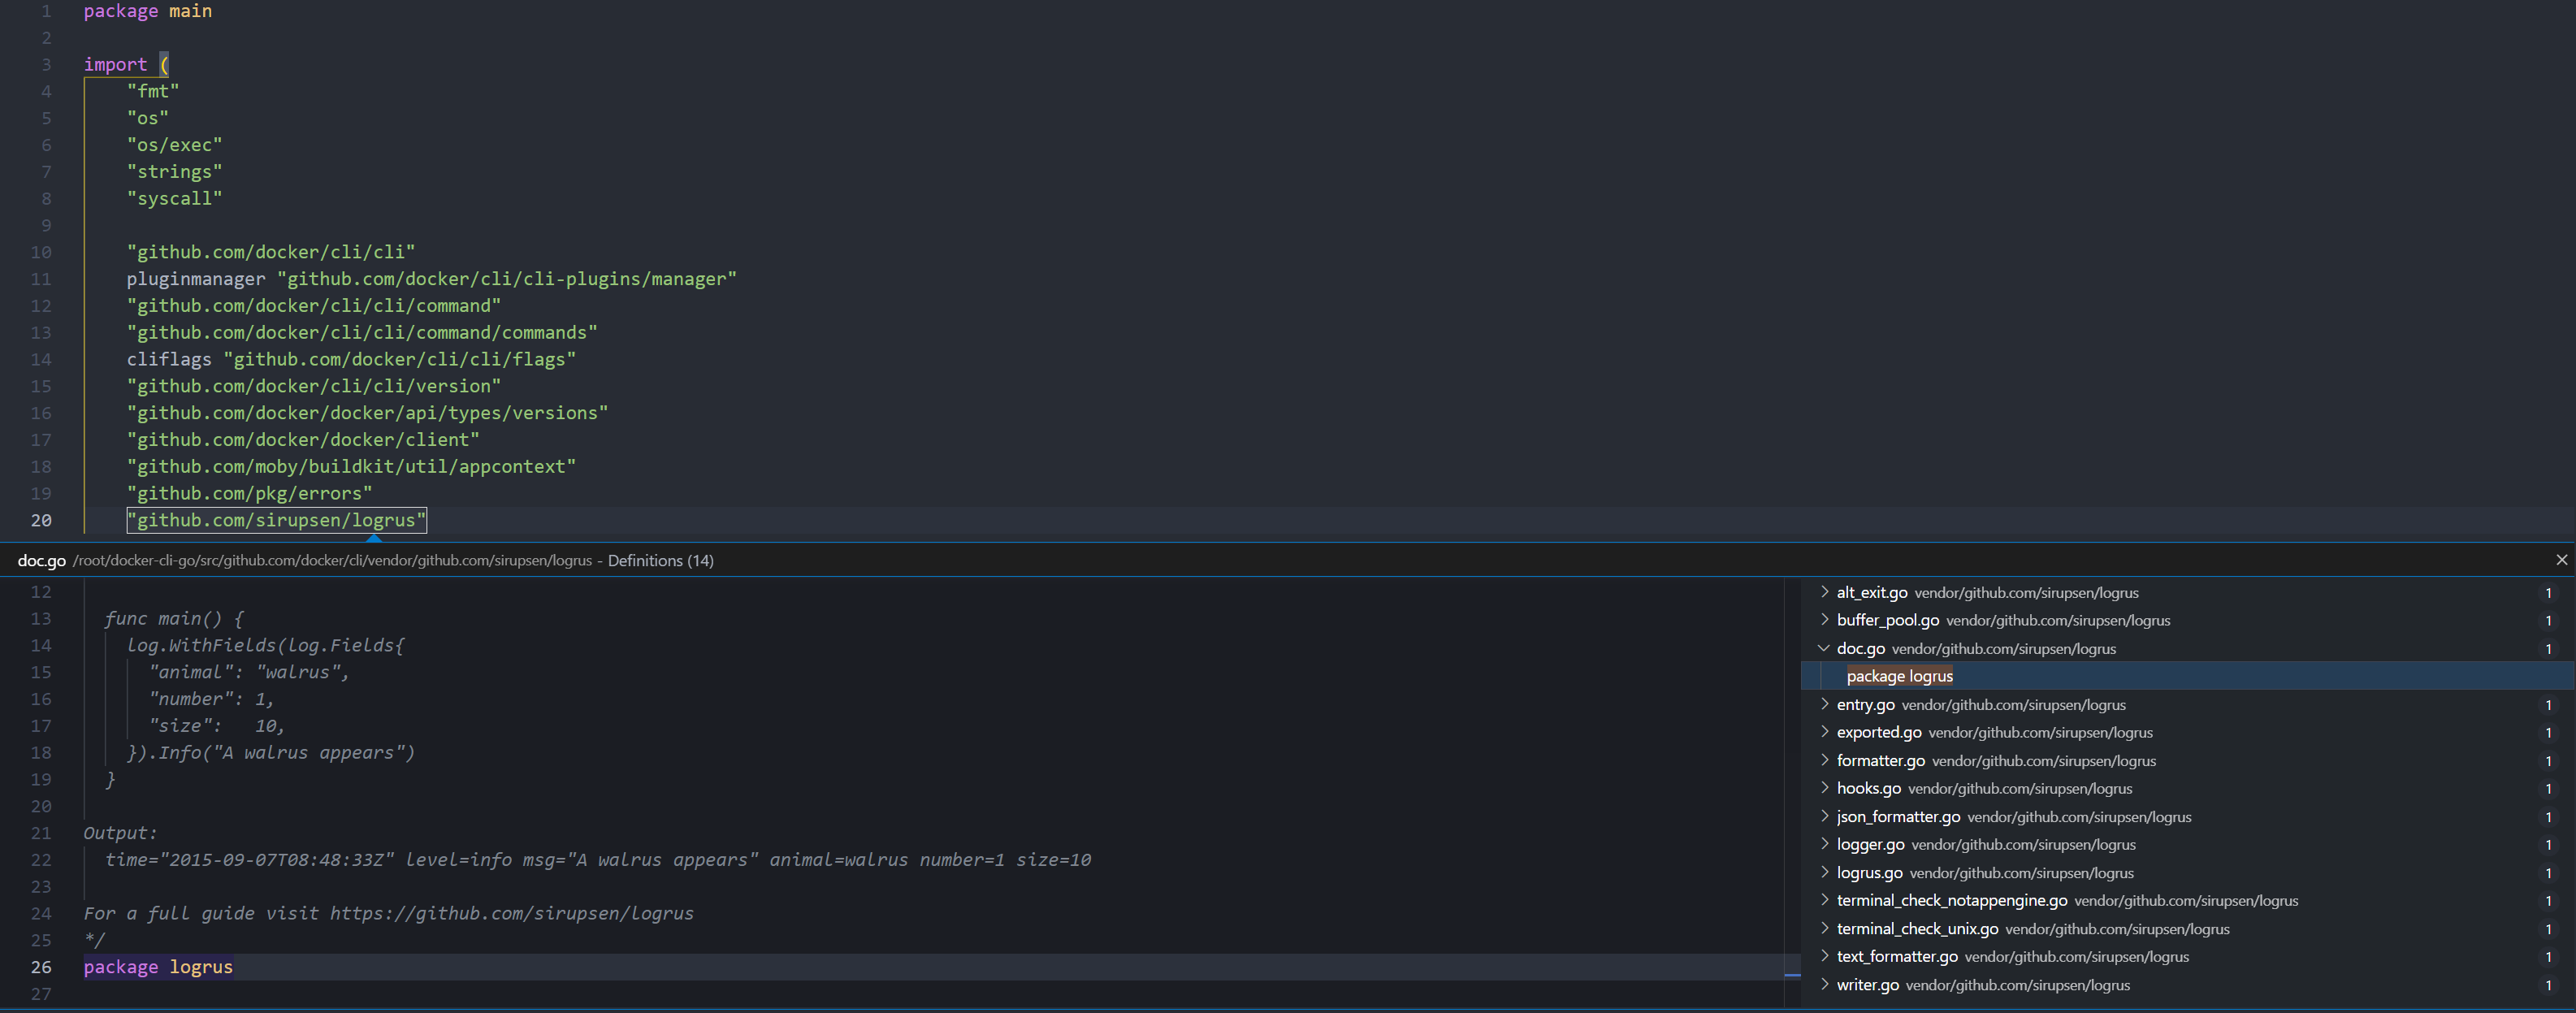 1 package main
2
3 import (
4 "fmt"
5 "os"
6 "os/exec"
7 "strings"
8 "syscall"
9
10 "github.com/docker/cli/cli"
11 pluginmanager "github.com/docker/cli/cli-plugins/manager"
12 "github.com/docker/cli/cli/command"
13 "github.com/docker/cli/cli/command/commands"
14 cliflags "github.com/docker/cli/cli/flags"
15 "github.com/docker/cli/cli/version"
16 "github.com/docker/docker/api/types/versions"
17 "github.com/docker/docker/client"
18 "github.com/moby/buildkit/util/appcontext"
19 "github.com/pkg/errors"
20 "github.com/sirupsen/logrus"
doc.go /root/docker-cli-go/src/github.com/docker/cli/vendor/github.com/sirupsen/logrus - Definitions (14)
12
13 func main() {
14 log.WithFields(log.Fields{
15 "animal": "walrus",
16 "number": 1,
17 "size":   10,
18 }).Info("A walrus appears")
19 }
20
21 Output:
22 time="2015-09-07T08:48:33Z" level=info msg="A walrus appears" animal=walrus number=1 size=10
23
24 For a full guide visit https://github.com/sirupsen/logrus
25 */
26 package logrus
27
alt_exit.go vendor/github.com/sirupsen/logrus 1
buffer_pool.go vendor/github.com/sirupsen/logrus 1
doc.go vendor/github.com/sirupsen/logrus 1
package logrus
entry.go vendor/github.com/sirupsen/logrus 1
exported.go vendor/github.com/sirupsen/logrus 1
formatter.go vendor/github.com/sirupsen/logrus 1
hooks.go vendor/github.com/sirupsen/logrus 1
json_formatter.go vendor/github.com/sirupsen/logrus 1
logger.go vendor/github.com/sirupsen/logrus 1
logrus.go vendor/github.com/sirupsen/logrus 1
terminal_check_notappengine.go vendor/github.com/sirupsen/logrus 1
terminal_check_unix.go vendor/github.com/sirupsen/logrus 1
text_formatter.go vendor/github.com/sirupsen/logrus 1
writer.go vendor/github.com/sirupsen/logrus 1